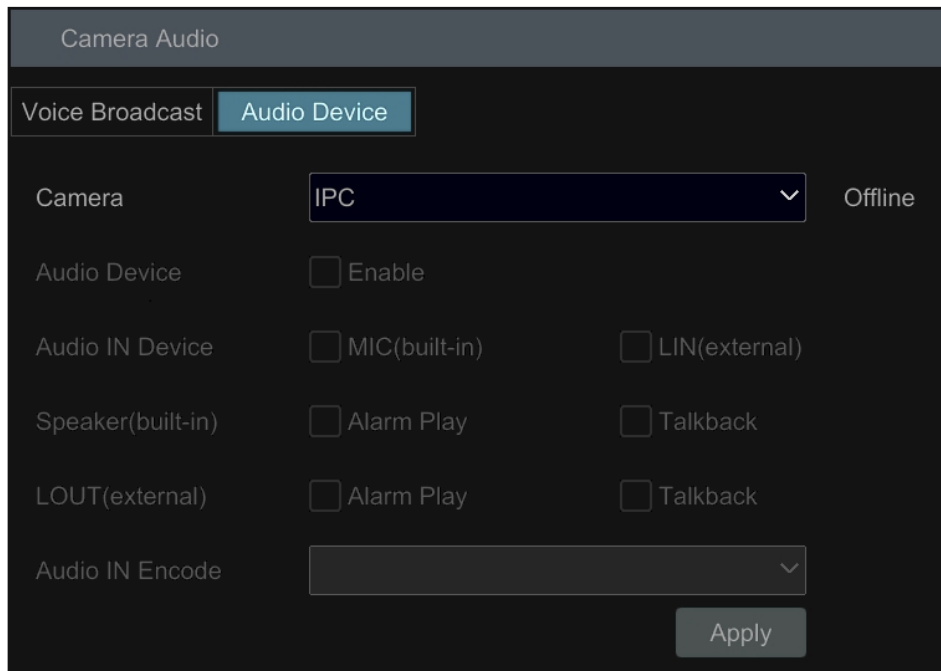 Camera Audio
Voice Broadcast Audio Device
Camera IPC Offline
Audio Device Enable
Audio IN Device MIC(built-in) LIN(external)
Speaker(built-in) Alarm Play Talkback
LOUT(external) Alarm Play Talkback
Audio IN Encode
Apply